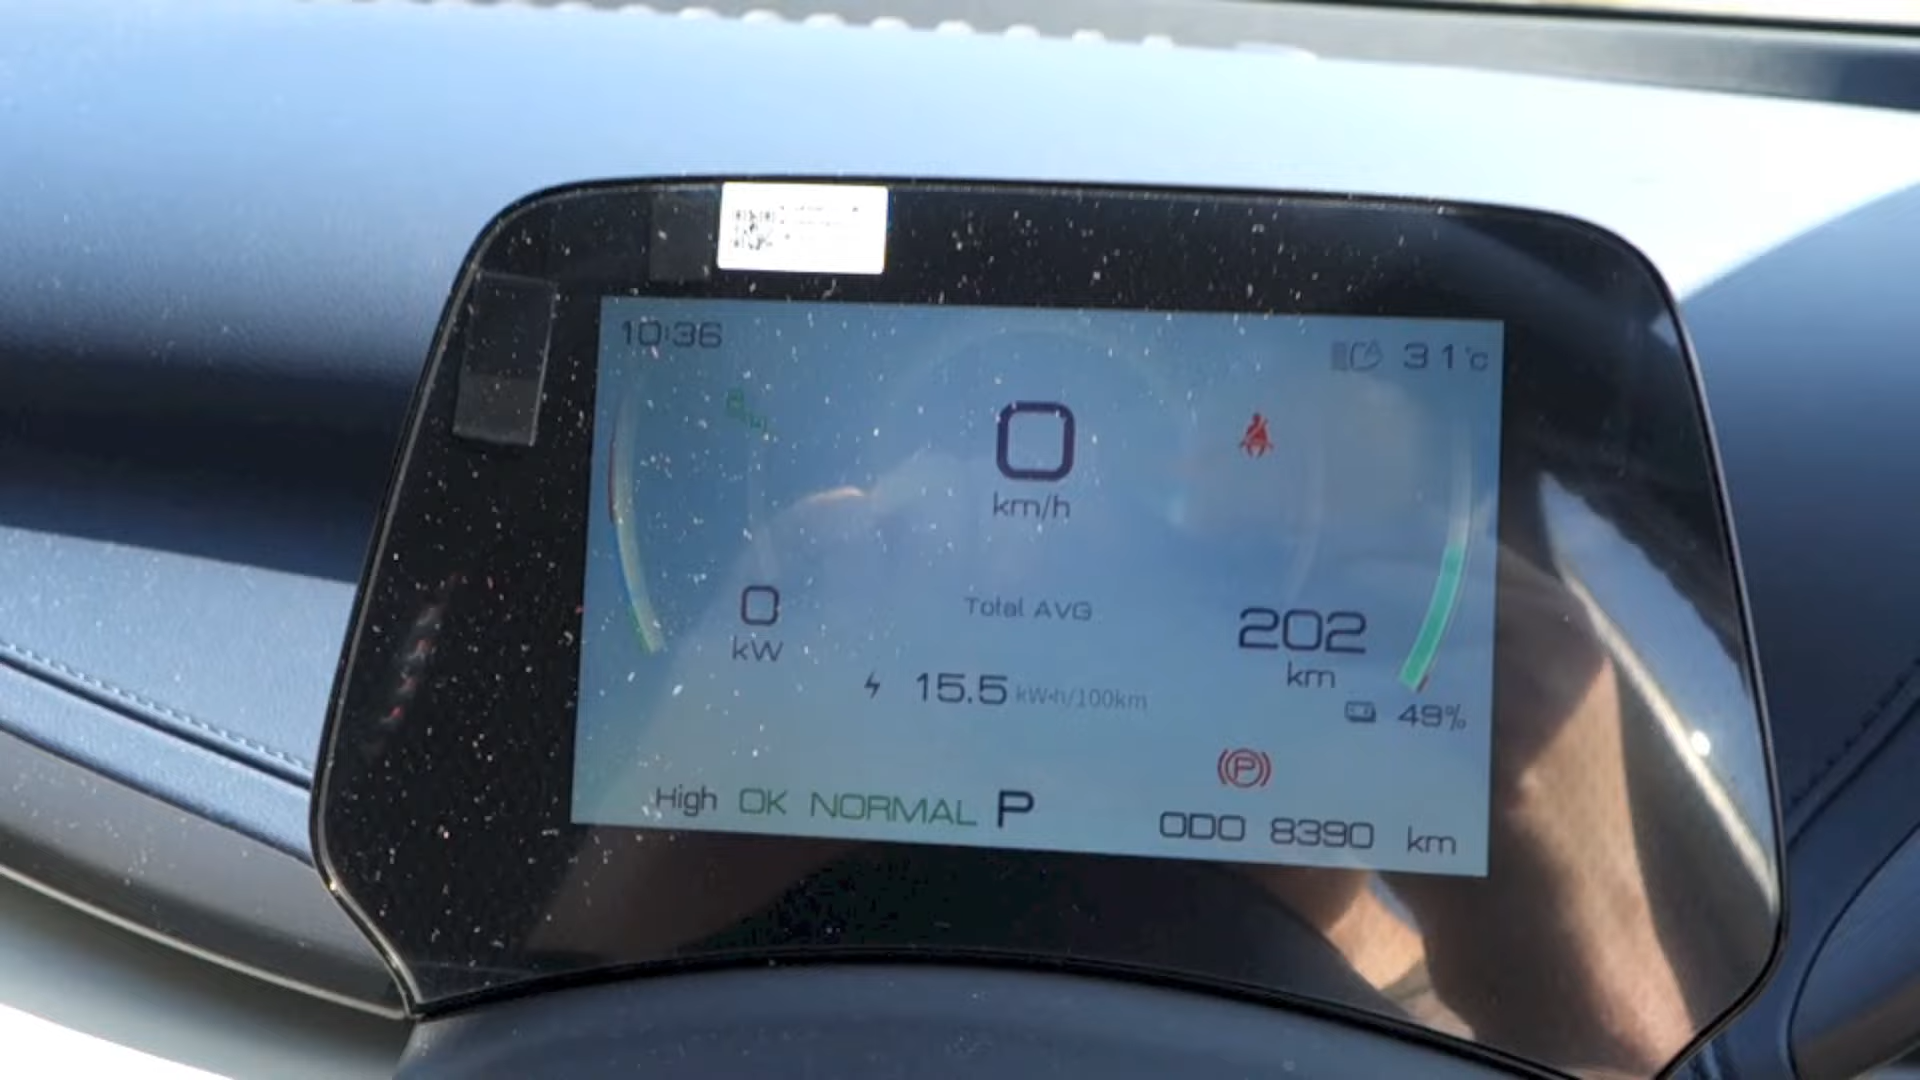 10:36
31°C
0
km/h
0
kW
Total AVG
202
km
15.5 kW·h/100km
49%
High OK NORMAL P
ODO 8390 km